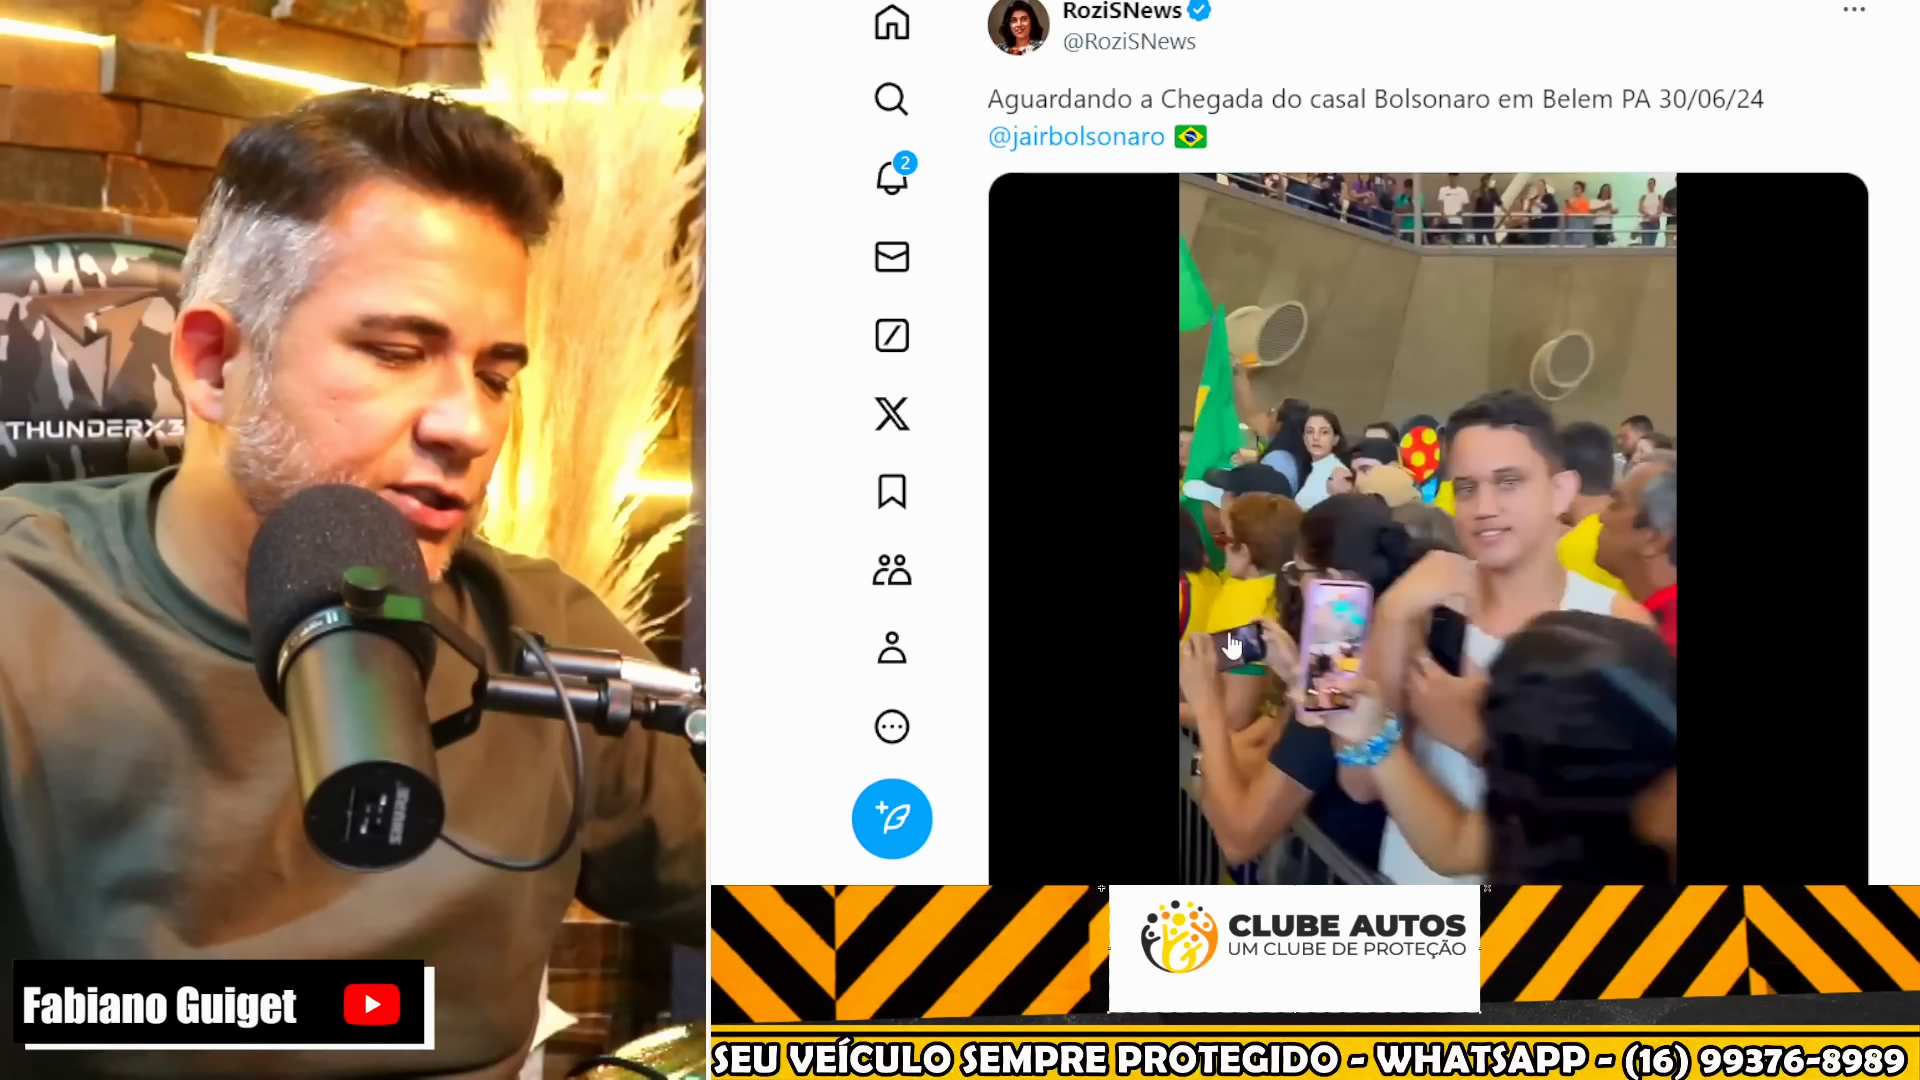 RoziSNews
@RoziSNews
Aguardando a Chegada do casal Bolsonaro em Belem PA 30/06/24
@jairbolsonaro
2
THUNDERX3
SHURE
Fabiano Guiget
CLUBE AUTOS
UM CLUBE DE PROTEÇÃO
SEU VEÍCULO SEMPRE PROTEGIDO - WHATSAPP - (16) 99376-8989